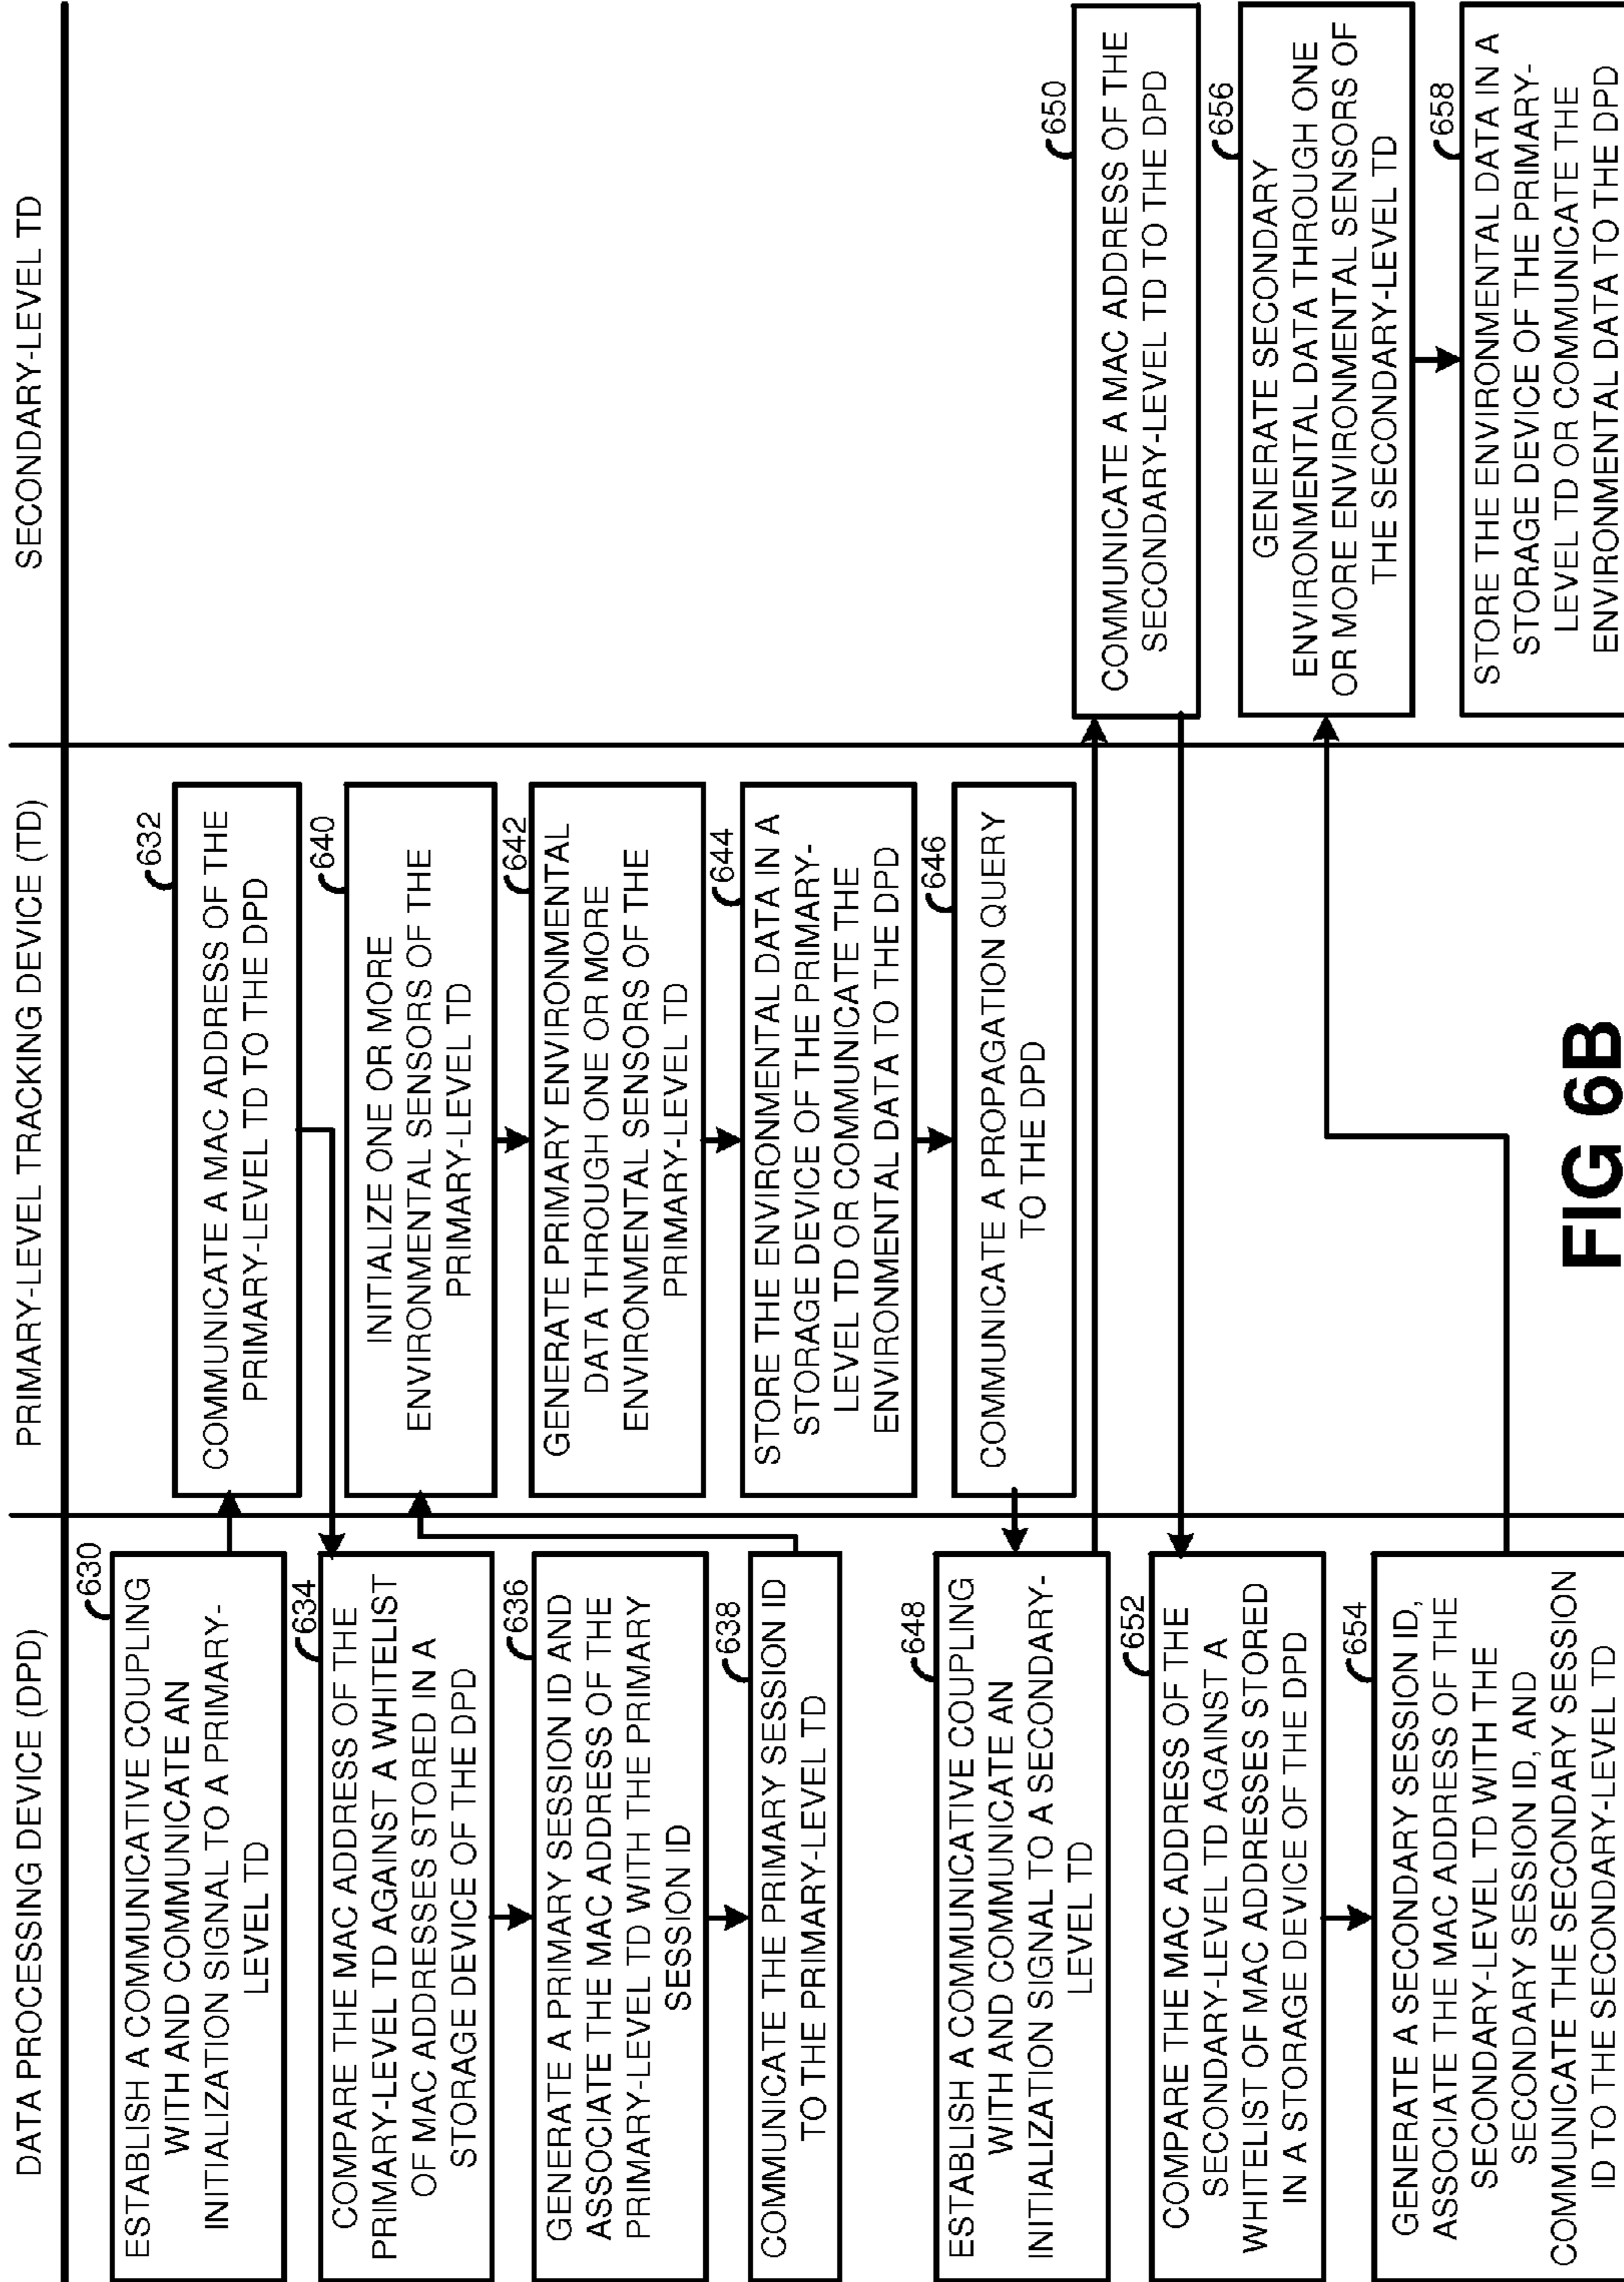 DATA PROCESSING DEVICE (DPD)
PRIMARY-LEVEL TRACKING DEVICE (TD)
SECONDARY-LEVEL TD
630
ESTABLISH A COMMUNICATIVE COUPLING
WITH AND COMMUNICATE AN
INITIALIZATION SIGNAL TO A PRIMARY-
LEVEL TD
632
COMMUNICATE A MAC ADDRESS OF THE
PRIMARY-LEVEL TD TO THE DPD
634
COMPARE THE MAC ADDRESS OF THE
PRIMARY-LEVEL TD AGAINST A WHITELIST
OF MAC ADDRESSES STORED IN A
STORAGE DEVICE OF THE DPD
636
GENERATE A PRIMARY SESSION ID AND
ASSOCIATE THE MAC ADDRESS OF THE
PRIMARY-LEVEL TD WITH THE PRIMARY
SESSION ID
638
COMMUNICATE THE PRIMARY SESSION ID
TO THE PRIMARY-LEVEL TD
640
INITIALIZE ONE OR MORE
ENVIRONMENTAL SENSORS OF THE
PRIMARY-LEVEL TD
642
GENERATE PRIMARY ENVIRONMENTAL
DATA THROUGH ONE OR MORE
ENVIRONMENTAL SENSORS OF THE
PRIMARY-LEVEL TD
644
STORE THE ENVIRONMENTAL DATA IN A
STORAGE DEVICE OF THE PRIMARY-
LEVEL TD OR COMMUNICATE THE
ENVIRONMENTAL DATA TO THE DPD
646
COMMUNICATE A PROPAGATION QUERY
TO THE DPD
648
ESTABLISH A COMMUNICATIVE COUPLING
WITH AND COMMUNICATE AN
INITIALIZATION SIGNAL TO A SECONDARY-
LEVEL TD
650
COMMUNICATE A MAC ADDRESS OF THE
SECONDARY-LEVEL TD TO THE DPD
652
COMPARE THE MAC ADDRESS OF THE
SECONDARY-LEVEL TD AGAINST A
WHITELIST OF MAC ADDRESSES STORED
IN A STORAGE DEVICE OF THE DPD
654
GENERATE A SECONDARY SESSION ID,
ASSOCIATE THE MAC ADDRESS OF THE
SECONDARY-LEVEL TD WITH THE
SECONDARY SESSION ID, AND
COMMUNICATE THE SECONDARY SESSION
ID TO THE SECONDARY-LEVEL TD
656
GENERATE SECONDARY
ENVIRONMENTAL DATA THROUGH ONE
OR MORE ENVIRONMENTAL SENSORS OF
THE SECONDARY-LEVEL TD
658
STORE THE ENVIRONMENTAL DATA IN A
STORAGE DEVICE OF THE PRIMARY-
LEVEL TD OR COMMUNICATE THE
ENVIRONMENTAL DATA TO THE DPD
FIG 6B